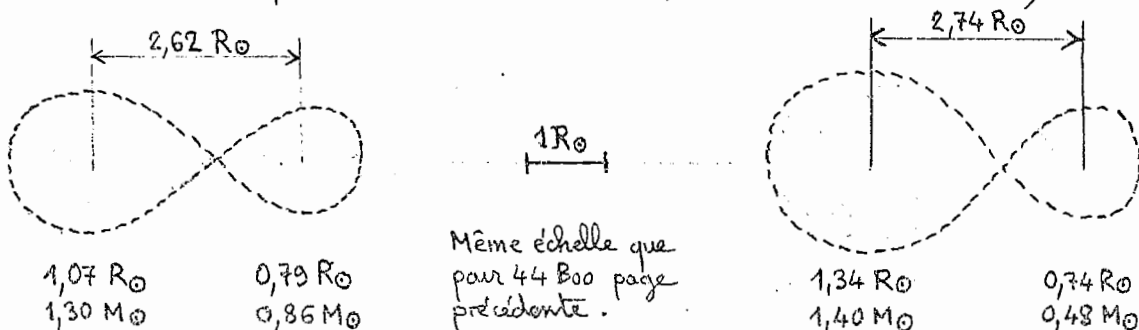 2,62 R⊙
2,74 R⊙
1R⊙
Même échelle que
pour 44 Boo page
précédente.
1,07 R⊙ 0,79 R⊙
1,30 M⊙ 0,86 M⊙
1,34 R⊙ 0,74 R⊙
1,40 M⊙ 0,48 M⊙